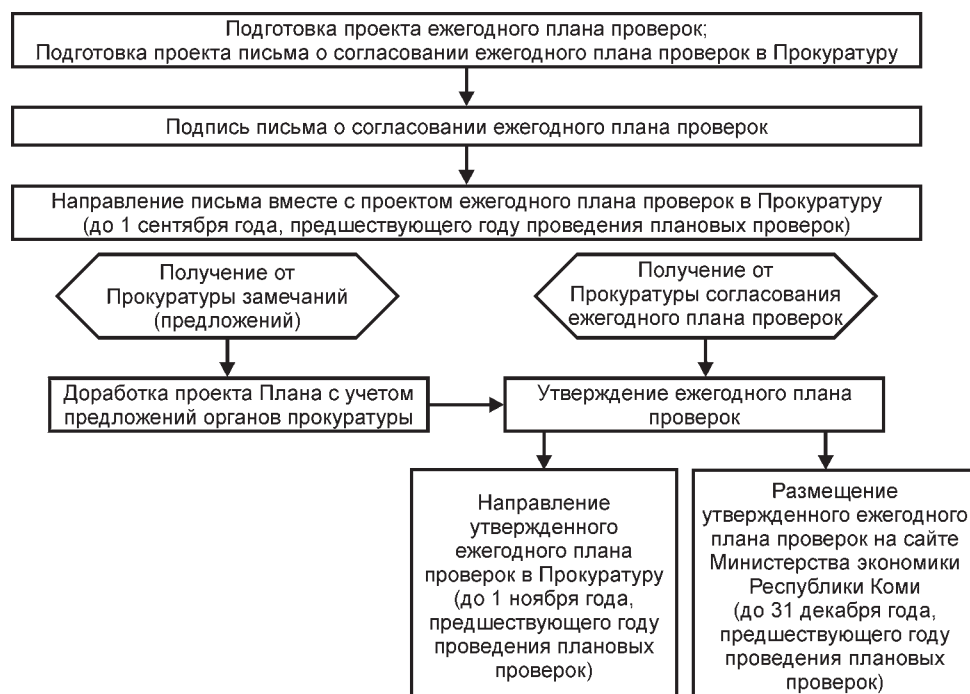 Подготовка проекта ежегодного плана проверок;
Подготовка проекта письма о согласовании ежегодного плана проверок в Прокуратуру
Подпись письма о согласовании ежегодного плана проверок
Направление письма вместе с проектом ежегодного плана проверок в Прокуратуру
(до 1 сентября года, предшествующего году проведения плановых проверок)
Получение от
Прокуратуры замечаний
(предложений)
Получение от
Прокуратуры согласования
ежегодного плана проверок
Доработка проекта Плана с учетом
предложений органов прокуратуры
Утверждение ежегодного плана
проверок
Направление
утвержденного
ежегодного плана
проверок в Прокуратуру
(до 1 ноября года,
предшествующего году
проведения плановых
проверок)
Размещение
утвержденного ежегодного
плана проверок на сайте
Министерства экономики
Республики Коми
(до 31 декабря года,
предшествующего году
проведения плановых
проверок)